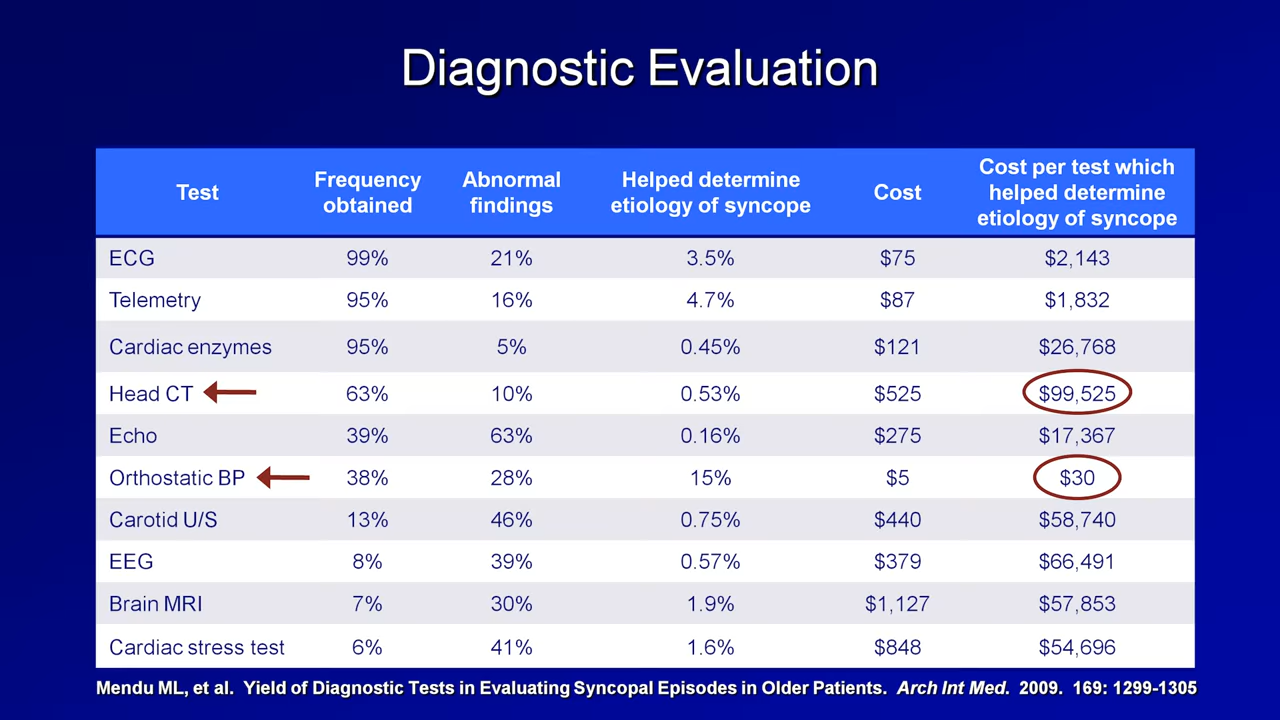 Diagnostic Evaluation
Test
Frequency
obtained
Abnormal
findings
Helped determine
etiology of syncope
Cost
Cost per test which
helped determine
etiology of syncope
ECG 99% 21% 3.5% $75 $2,143
Telemetry 95% 16% 4.7% $87 $1,832
Cardiac enzymes 95% 5% 0.45% $121 $26,768
Head CT 63% 10% 0.53% $525 $99,525
Echo 39% 63% 0.16% $275 $17,367
Orthostatic BP 38% 28% 15% $5 $30
Carotid U/S 13% 46% 0.75% $440 $58,740
EEG 8% 39% 0.57% $379 $66,491
Brain MRI 7% 30% 1.9% $1,127 $57,853
Cardiac stress test 6% 41% 1.6% $848 $54,696
Mendu ML, et al. Yield of Diagnostic Tests in Evaluating Syncopal Episodes in Older Patients. Arch Int Med. 2009. 169: 1299-1305